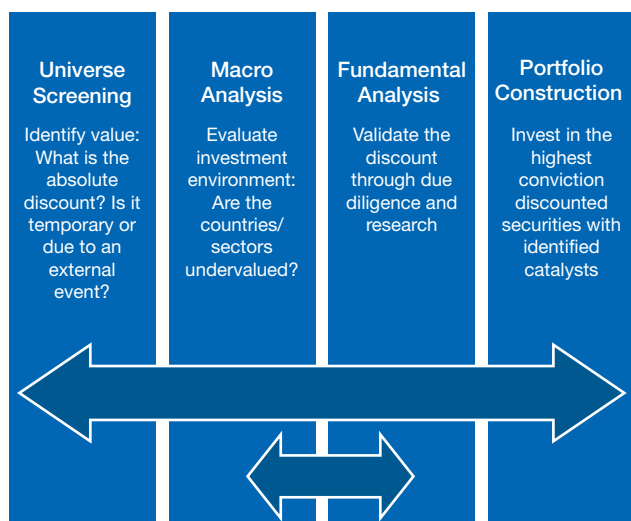 Universe
Screening
Identify value:
What is the
absolute
discount? Is it
temporary or
due to an
external
event?
Macro
Analysis
Evaluate
investment
environment:
Are the
countries/
sectors
undervalued?
Fundamental
Analysis
Validate the
discount
through due
diligence and
research
Portfolio
Construction
Invest in the
highest
conviction
discounted
securities with
identified
catalysts